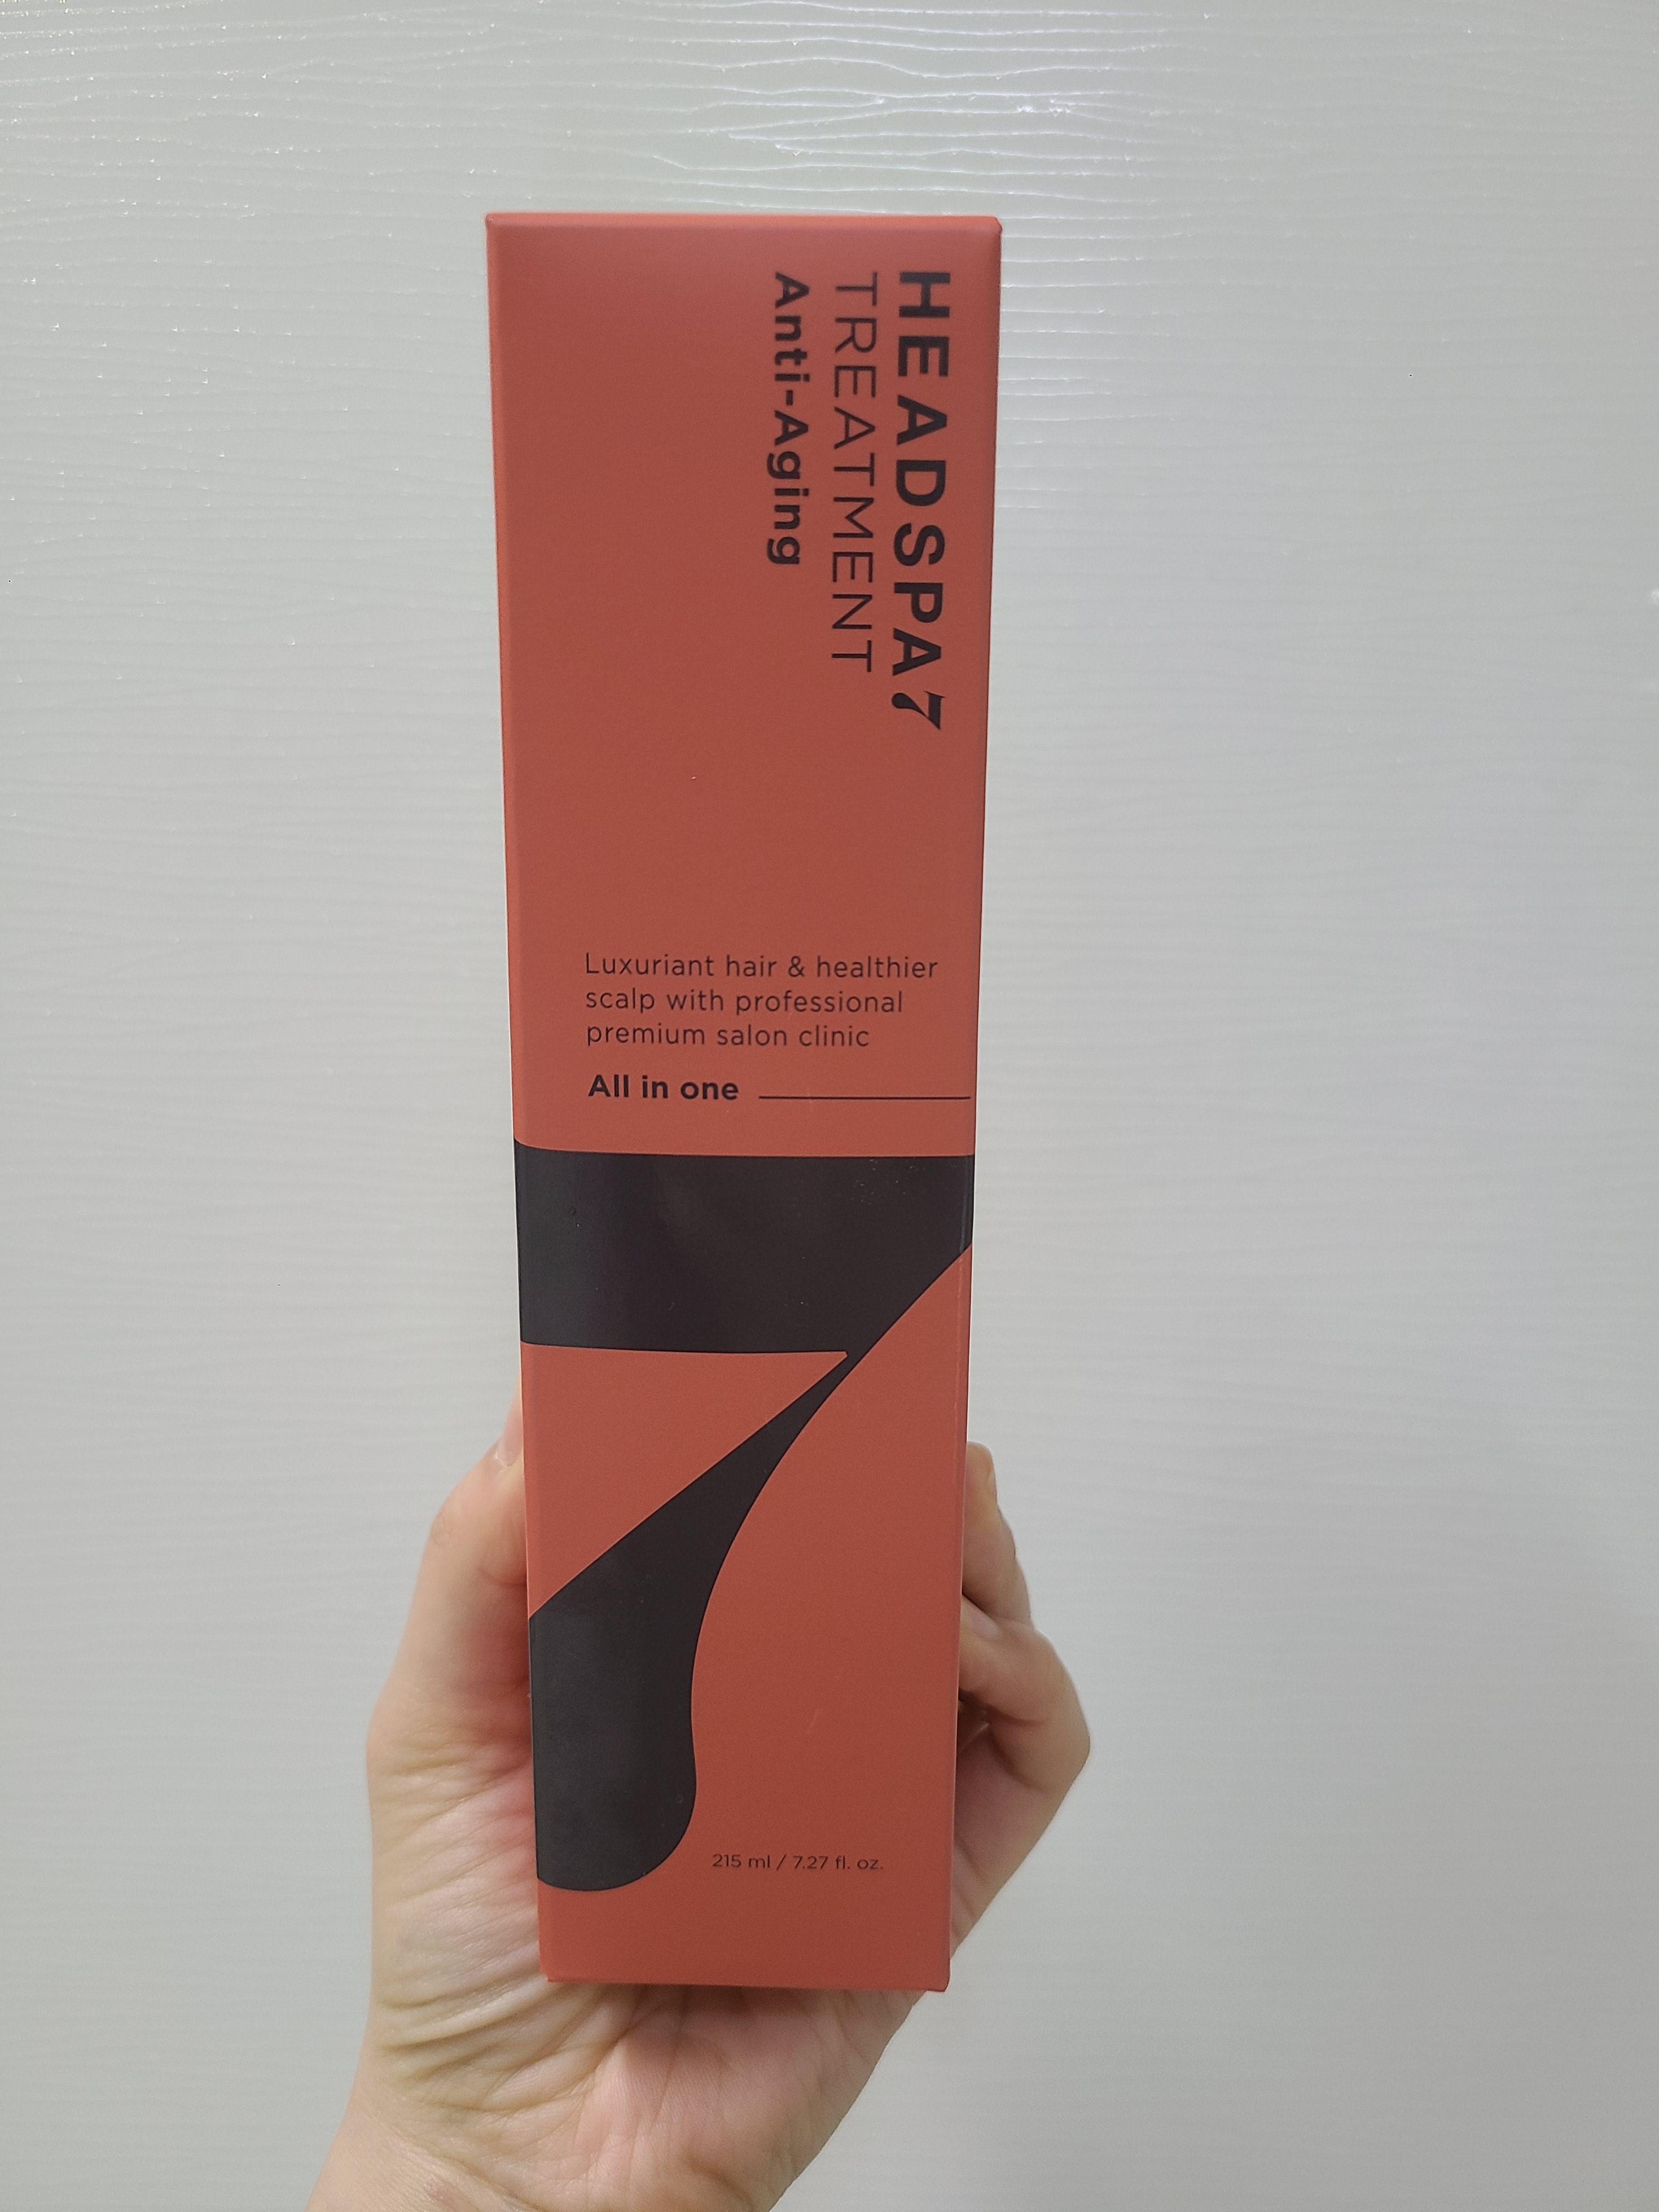 HEADSPA7
TREATMENT
Anti-Aging
Luxuriant hair & healthier
scalp with professional
premium salon clinic
All in one
7
215 ml / 7.27 fl. oz.